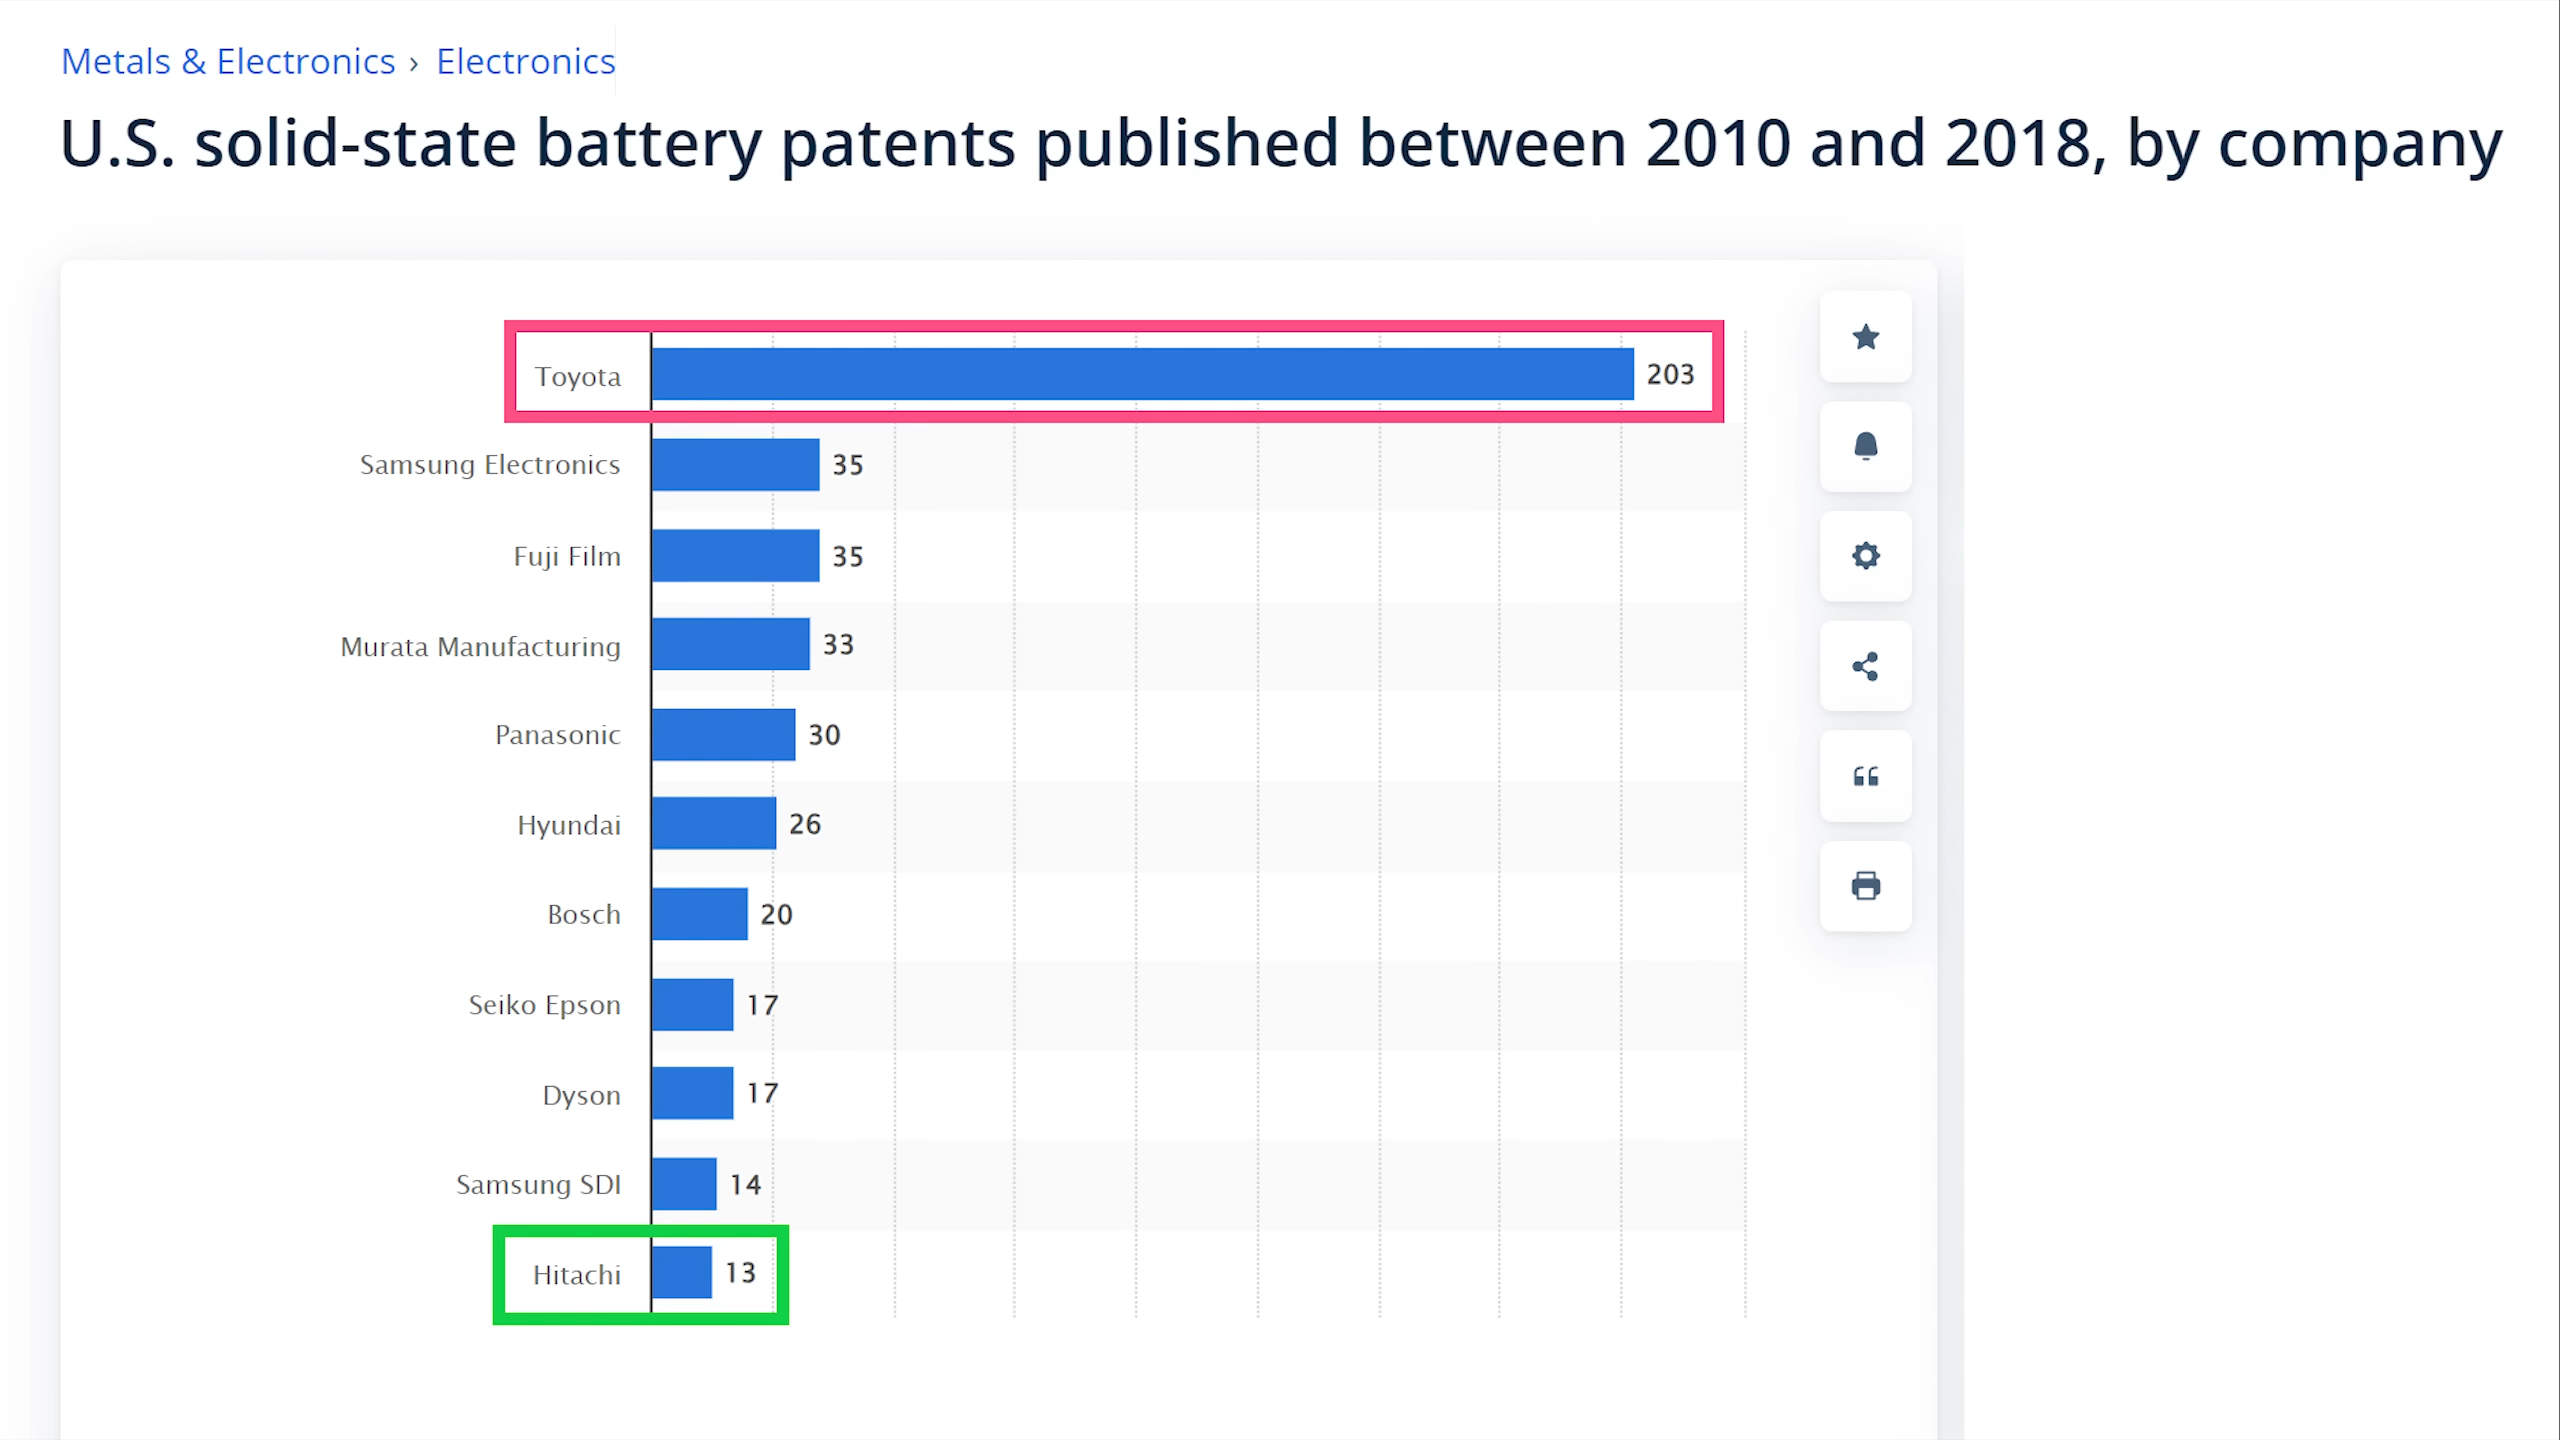 Metals & Electronics › Electronics
U.S. solid-state battery patents published between 2010 and 2018, by company
Toyota 203
Samsung Electronics 35
Fuji Film 35
Murata Manufacturing 33
Panasonic 30
Hyundai 26
Bosch 20
Seiko Epson 17
Dyson 17
Samsung SDI 14
Hitachi 13